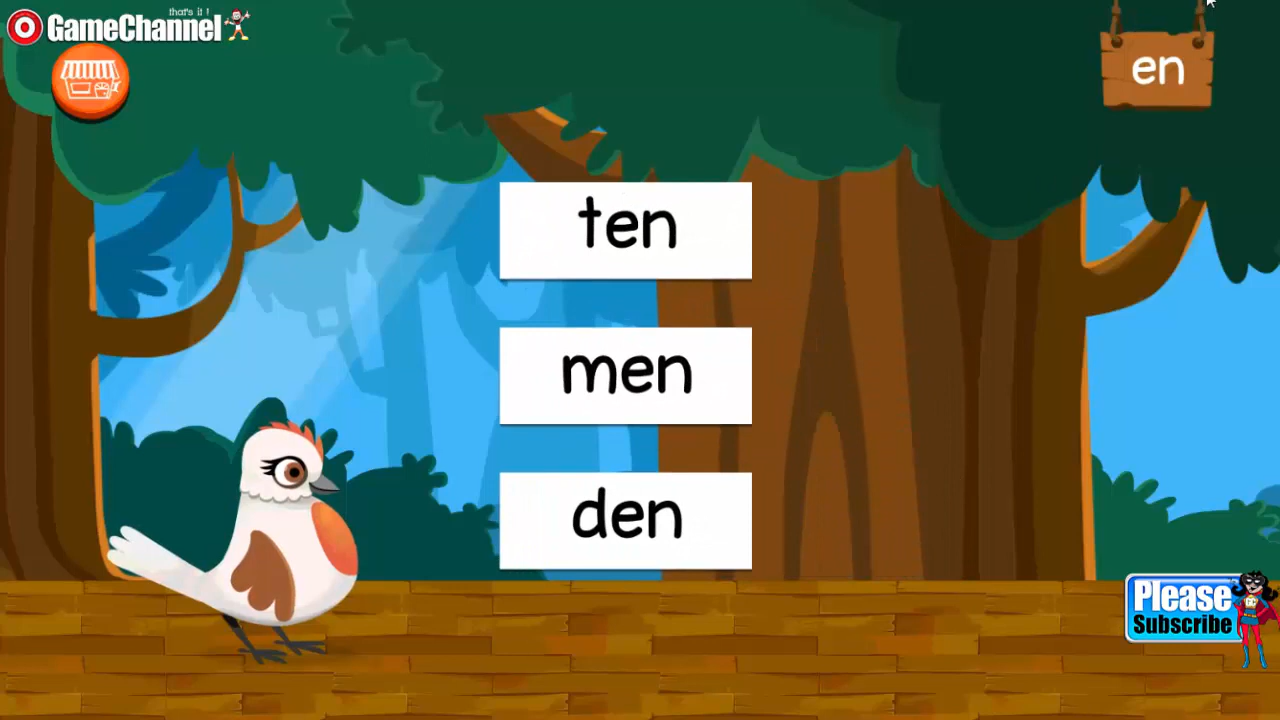 that's it !
GameChannel
en
ten
men
den
Please
Subscribe